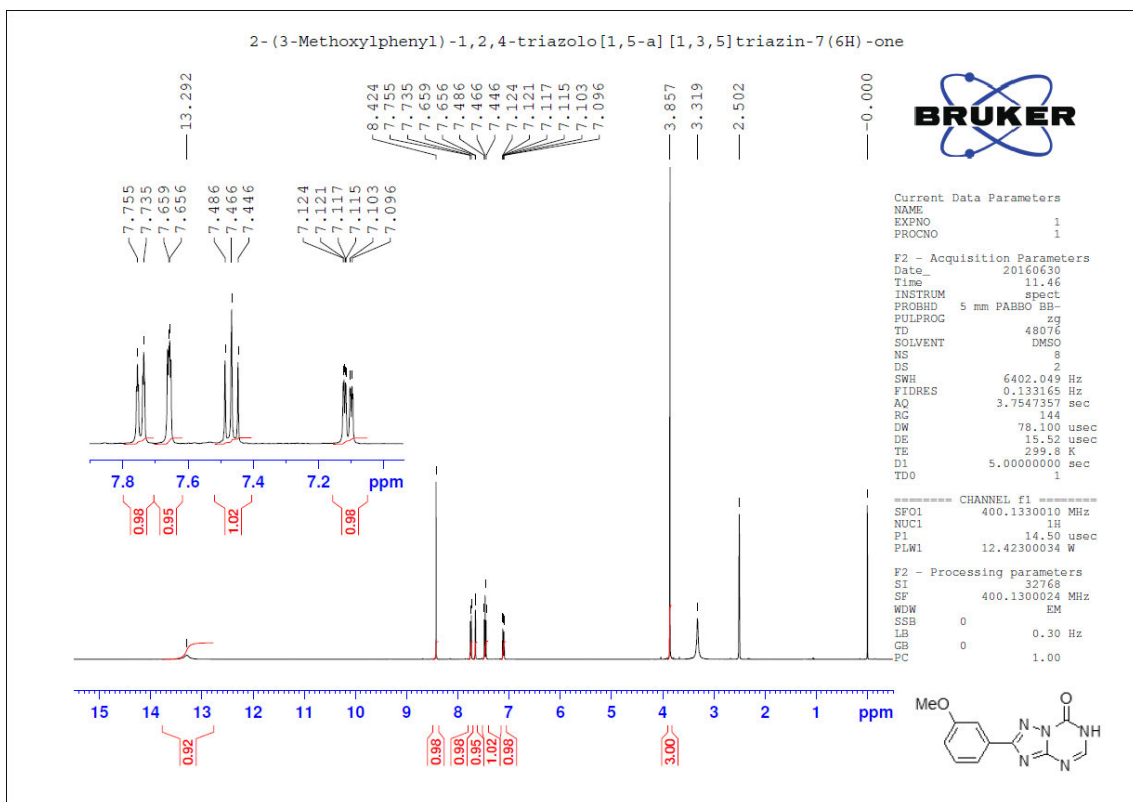 2-(3-Methoxylphenyl)-1,2,4-triazolo[1,5-a][1,3,5]triazin-7(6H)-one
13.292
8.424
7.755
7.735
7.659
7.656
7.486
7.466
7.446
7.124
7.121
7.117
7.115
7.103
7.096
3.857
3.319
2.502
-0.000
BRUKER
7.755
7.735
7.659
7.656
7.486
7.466
7.446
7.124
7.121
7.117
7.115
7.103
7.096
7.8 7.6 7.4 7.2 ppm
0.98
0.95
1.02
0.98
Current Data Parameters
NAME
EXPNO 1
PROCNO 1
F2 - Acquisition Parameters
Date_ 20160630
Time 11.46
INSTRUM spect
PROBHD 5 mm PABBO BB-
PULPROG zg
TD 48076
SOLVENT DMSO
NS 8
DS 2
SWH 6402.049 Hz
FIDRES 0.133165 Hz
AQ 3.7547357 sec
RG 144
DW 78.100 usec
DE 15.52 usec
TE 299.8 K
D1 5.00000000 sec
TD0 1
======== CHANNEL f1 ========
SFO1 400.1330010 MHz
NUC1 1H
P1 14.50 usec
PLW1 12.42300034 W
F2 - Processing parameters
SI 32768
SF 400.1300024 MHz
WDW EM
SSB 0
LB 0.30 Hz
GB 0
PC 1.00
15 14 13 12 11 10 9 8 7 6 5 4 3 2 1 ppm
0.92
0.98
0.98
0.95
1.02
0.98
3.00
MeO
O
N
N
NH
N
N